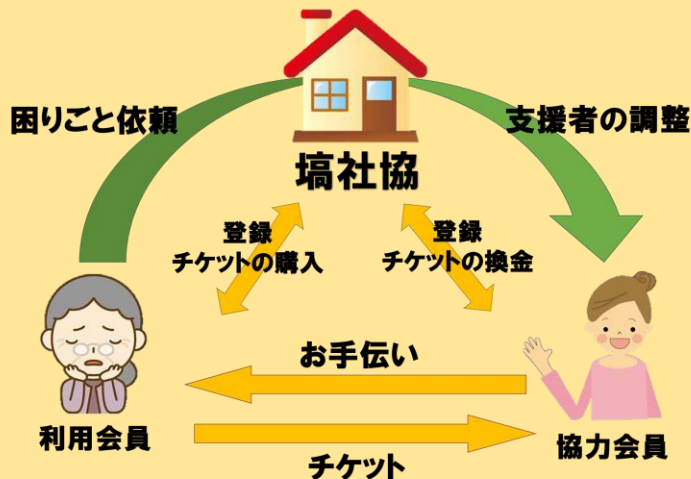 困りごと依頼
支援者の調整
塙社協
登録
チケットの購入
登録
チケットの換金
お手伝い
利用会員
チケット
協力会員